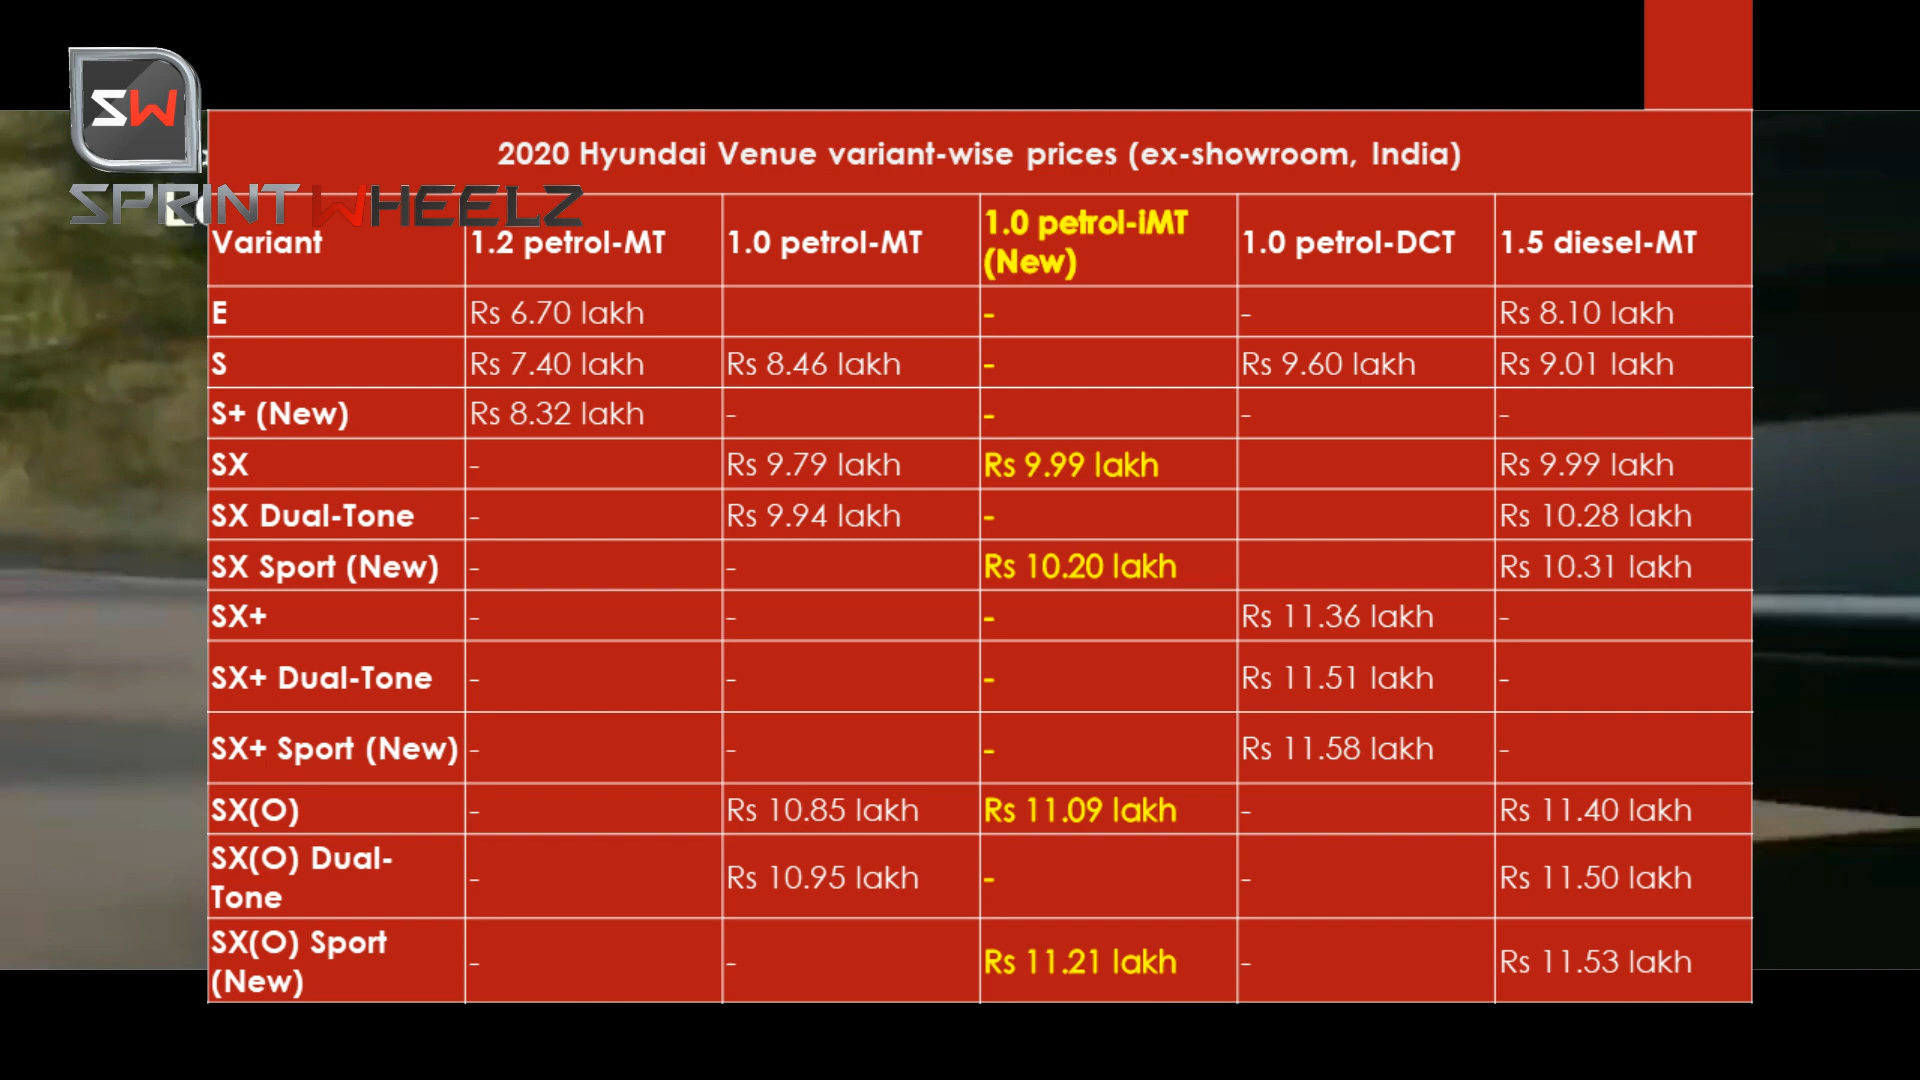 SW
SPRINT WHEELZ
2020 Hyundai Venue variant-wise prices (ex-showroom, India)
Variant 1.2 petrol-MT 1.0 petrol-MT 1.0 petrol-iMT (New) 1.0 petrol-DCT 1.5 diesel-MT
E Rs 6.70 lakh - - Rs 8.10 lakh
S Rs 7.40 lakh Rs 8.46 lakh - Rs 9.60 lakh Rs 9.01 lakh
S+ (New) Rs 8.32 lakh - - - -
SX - Rs 9.79 lakh Rs 9.99 lakh Rs 9.99 lakh
SX Dual-Tone - Rs 9.94 lakh - Rs 10.28 lakh
SX Sport (New) - - Rs 10.20 lakh Rs 10.31 lakh
SX+ - - - Rs 11.36 lakh -
SX+ Dual-Tone - - - Rs 11.51 lakh -
SX+ Sport (New) - - - Rs 11.58 lakh -
SX(O) - Rs 10.85 lakh Rs 11.09 lakh - Rs 11.40 lakh
SX(O) Dual-Tone - Rs 10.95 lakh - - Rs 11.50 lakh
SX(O) Sport (New) - - Rs 11.21 lakh - Rs 11.53 lakh